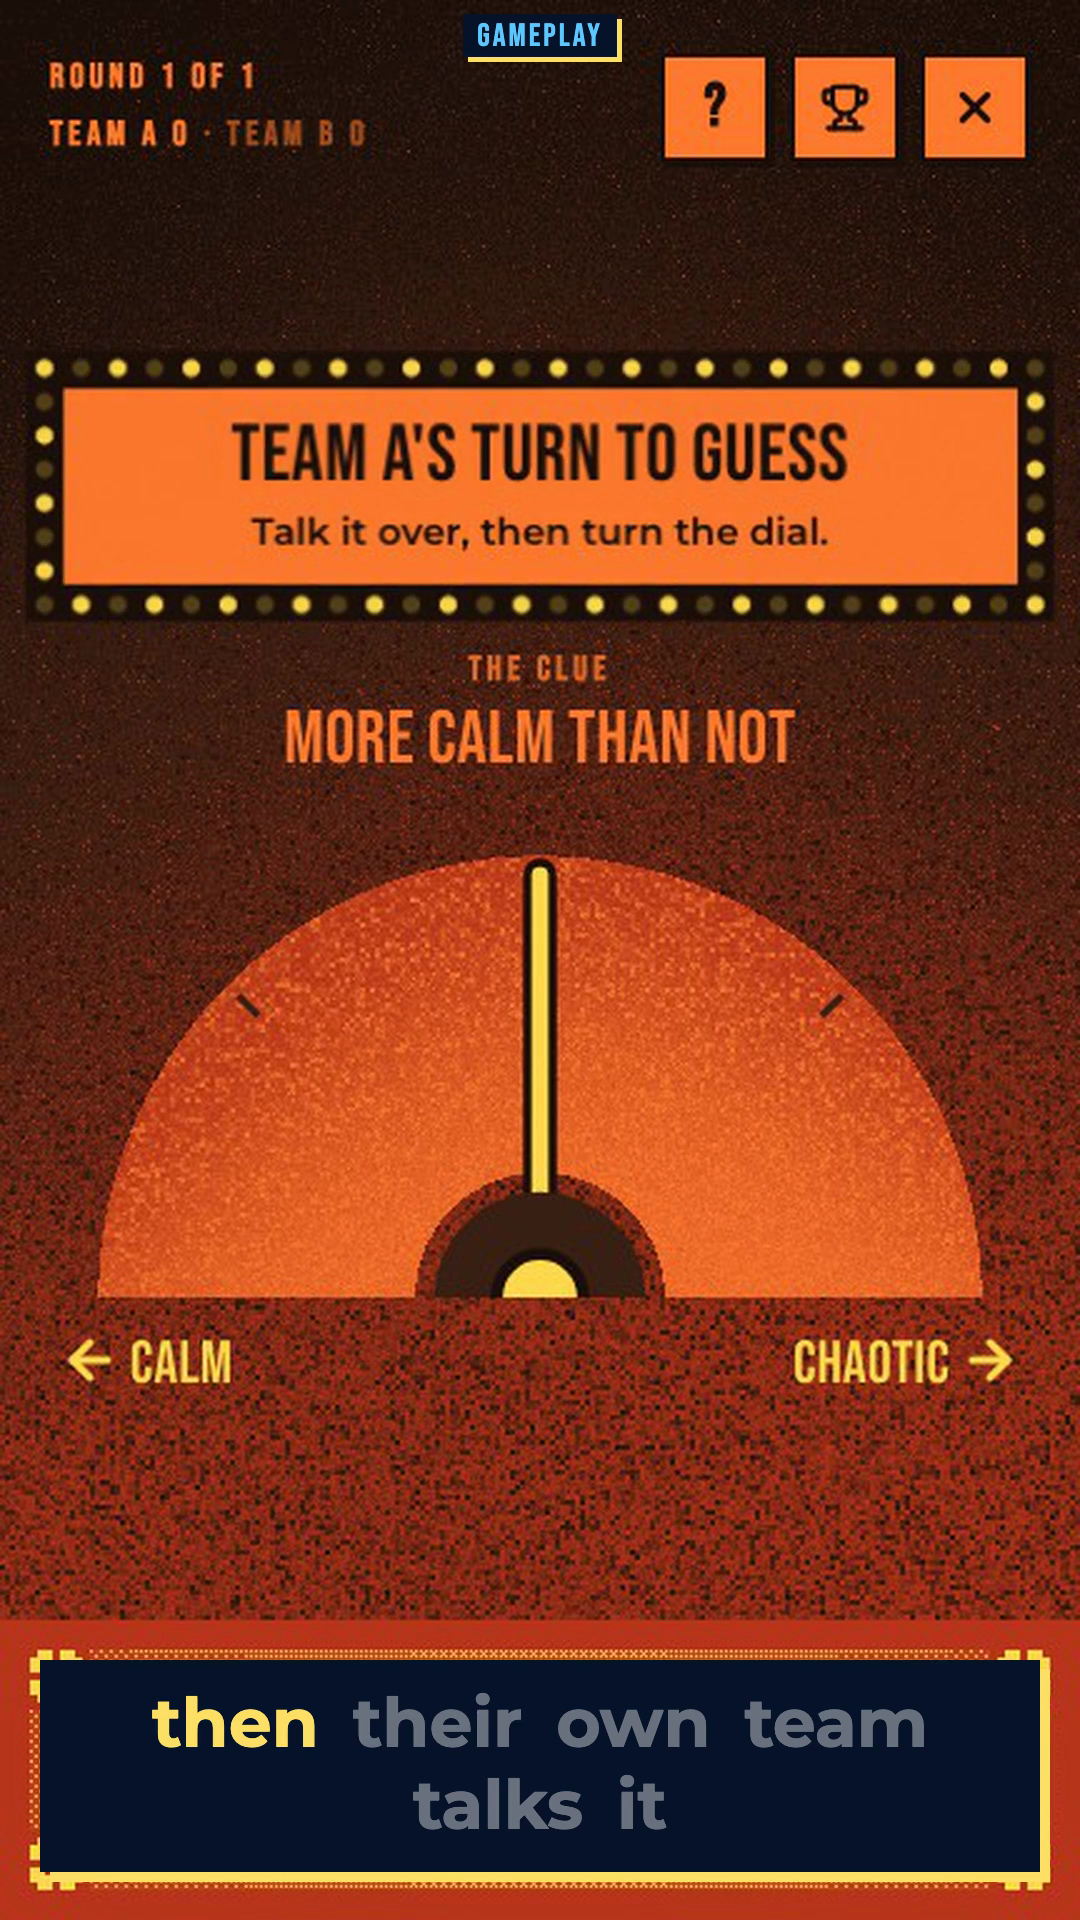 GAMEPLAY
ROUND 1 OF 1
TEAM A 0 · TEAM B 0
?
TEAM A'S TURN TO GUESS
Talk it over, then turn the dial.
THE CLUE
MORE CALM THAN NOT
← CALM
CHAOTIC →
then their own team
talks it